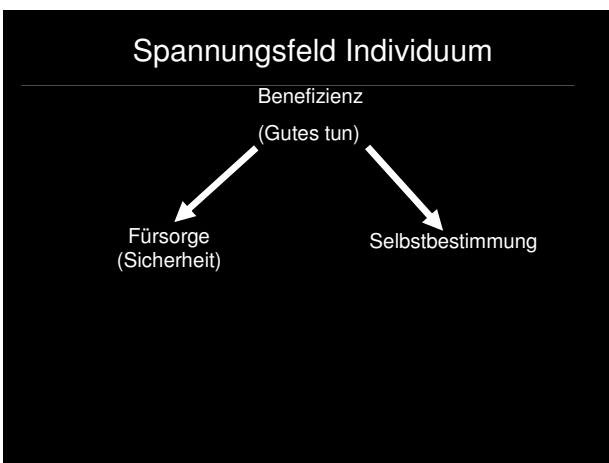 Spannungsfeld Individuum
Benefizienz
(Gutes tun)
Fürsorge
(Sicherheit)
Selbstbestimmung